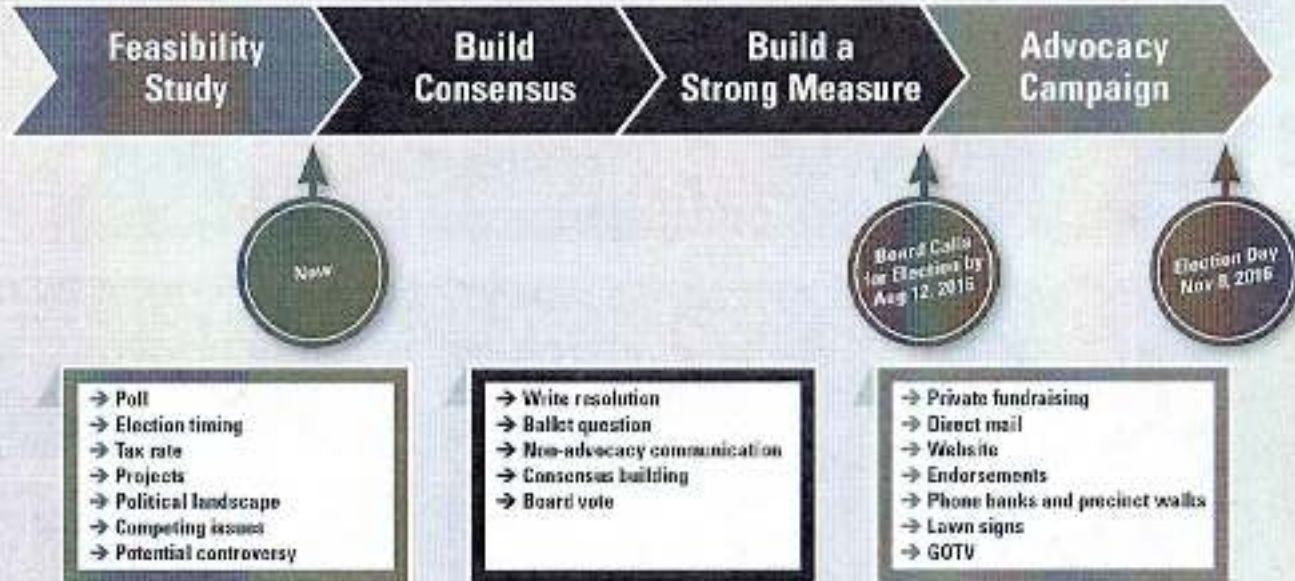 Feasibility
Study
Build
Consensus
Build a
Strong Measure
Advocacy
Campaign
Now
Board Calls
for Election by
Aug 12, 2016
Election Day
Nov 8, 2016
→ Poll
→ Election timing
→ Tax rate
→ Projects
→ Political landscape
→ Competing issues
→ Potential controversy
→ Write resolution
→ Ballot question
→ Non-advocacy communication
→ Consensus building
→ Board vote
→ Private fundraising
→ Direct mail
→ Website
→ Endorsements
→ Phone banks and precinct walks
→ Lawn signs
→ GOTV